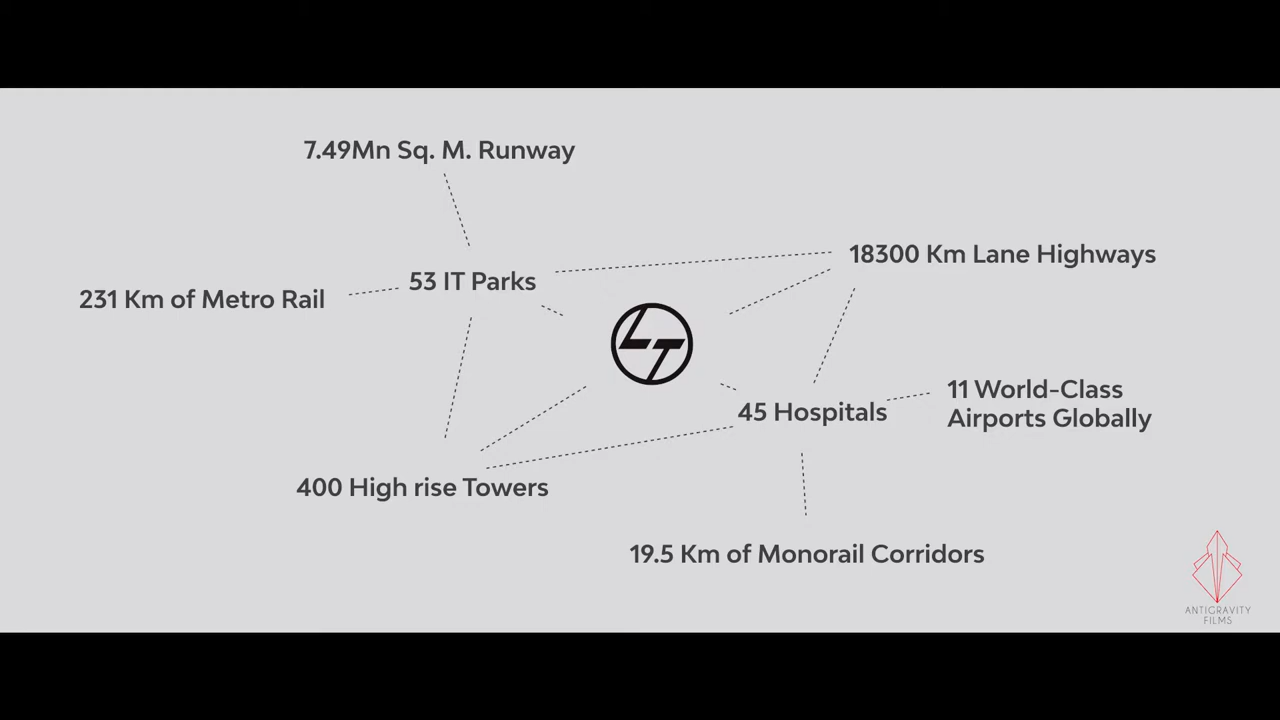 7.49Mn Sq. M. Runway
18300 Km Lane Highways
53 IT Parks
231 Km of Metro Rail
LT
11 World-Class
Airports Globally
45 Hospitals
400 High rise Towers
19.5 Km of Monorail Corridors
ANTIGRAVITY
FILMS